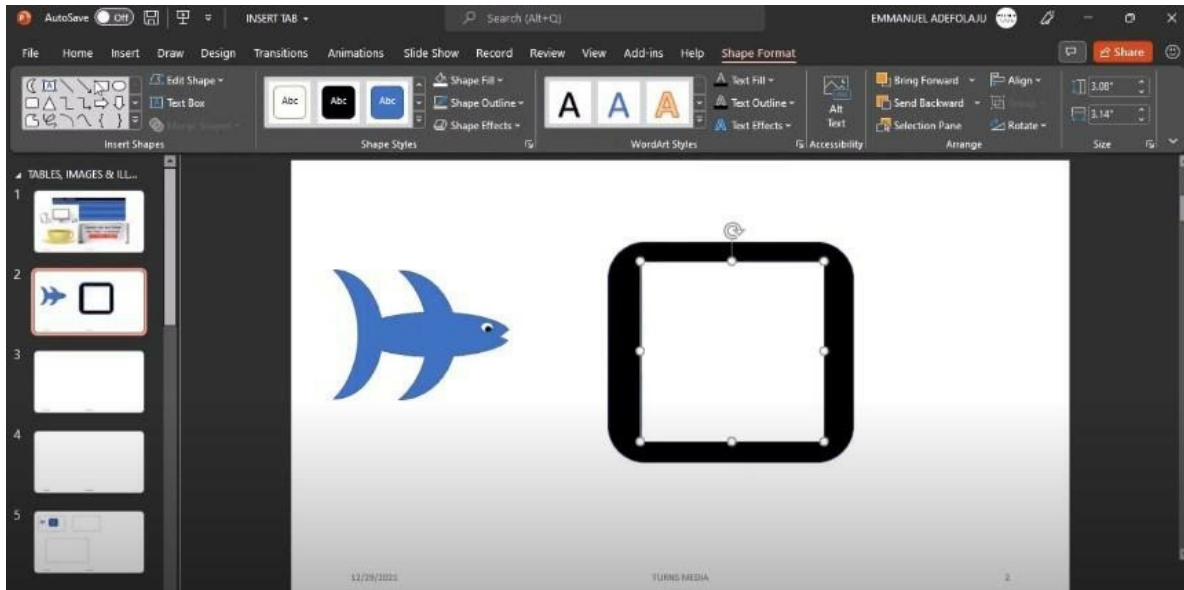 AutoSave Off INSERT TAB Search (Alt+Q) EMMANUEL ADEFOLAJU
File Home Insert Draw Design Transitions Animations Slide Show Record Review View Add-ins Help Shape Format Share
Edit Shape
Text Box
Merge Shapes
Insert Shapes
Abc Abc Abc
Shape Fill
Shape Outline
Shape Effects
Shape Styles
A A A
Text Fill
Text Outline
Text Effects
WordArt Styles
Alt
Text
Accessibility
Bring Forward
Send Backward
Selection Pane
Align
Group
Rotate
Arrange
3.08"
3.14"
Size
TABLES, IMAGES & ILL...
1
2
3
4
5
12/29/2021 TURNS MEDIA 2